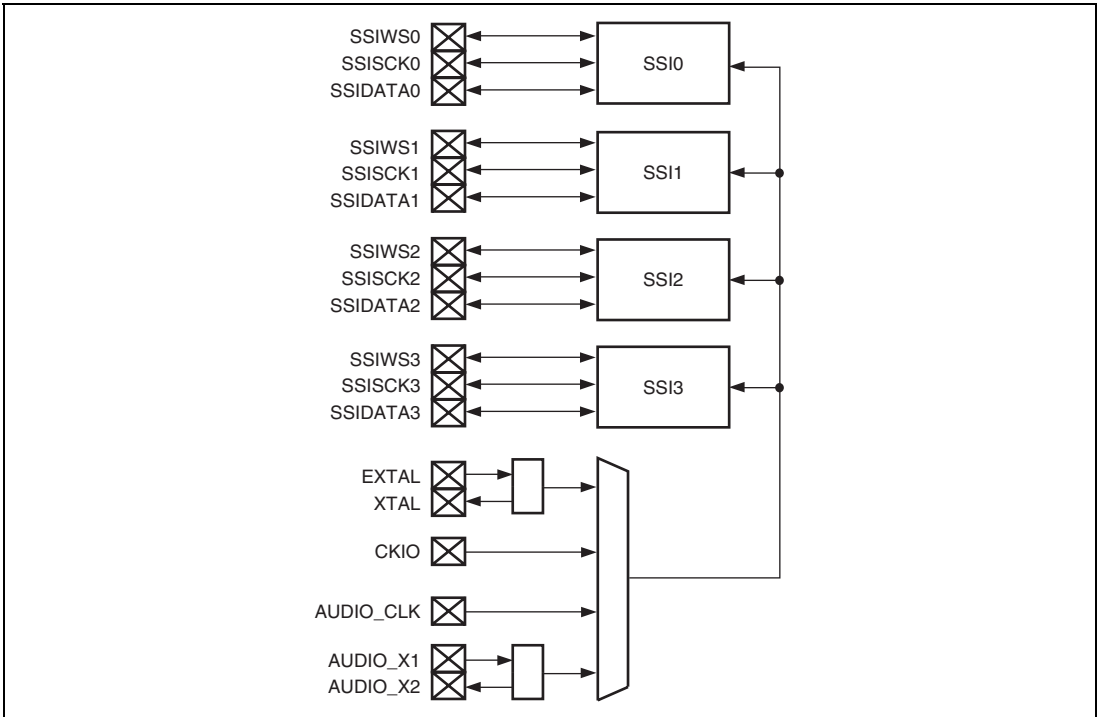 SSIWS0
SSISCK0
SSIDATA0
SSI0
SSIWS1
SSISCK1
SSIDATA1
SSI1
SSIWS2
SSISCK2
SSIDATA2
SSI2
SSIWS3
SSISCK3
SSIDATA3
SSI3
EXTAL
XTAL
CKIO
AUDIO_CLK
AUDIO_X1
AUDIO_X2